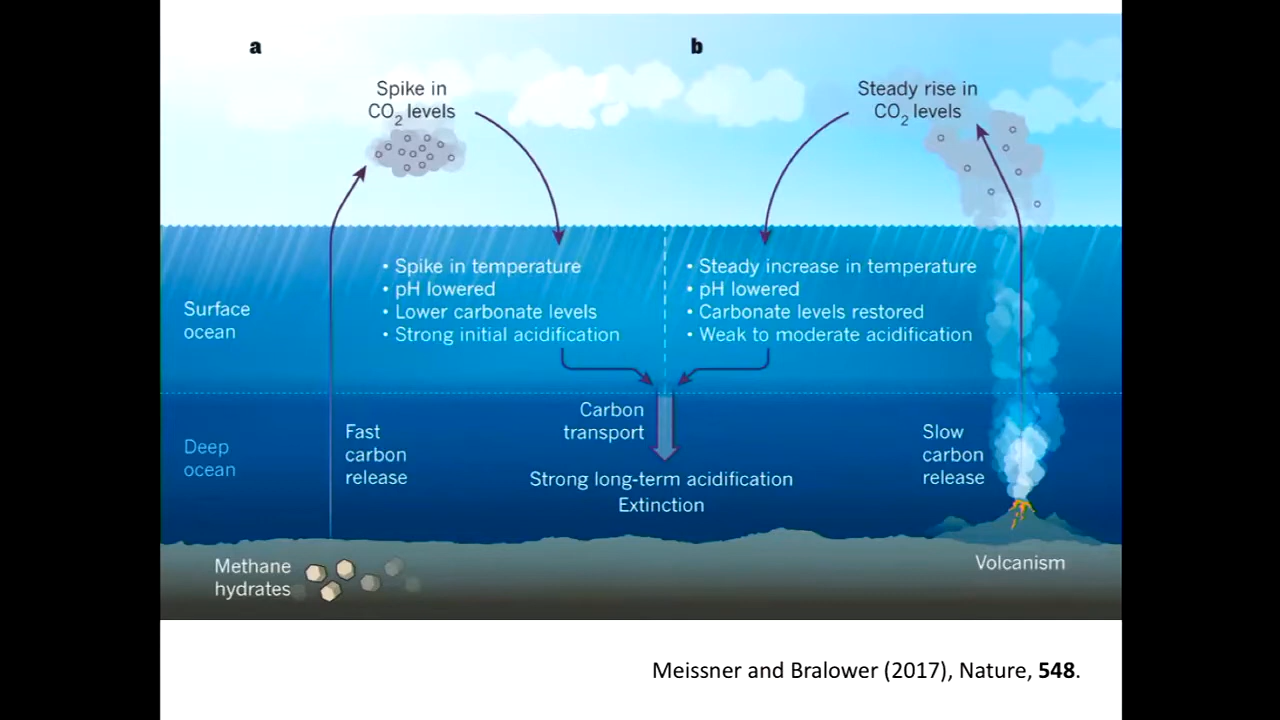 a
b
Spike in
CO2 levels
Steady rise in
CO2 levels
• Spike in temperature
• pH lowered
• Lower carbonate levels
• Strong initial acidification
• Steady increase in temperature
• pH lowered
• Carbonate levels restored
• Weak to moderate acidification
Surface
ocean
Deep
ocean
Fast
carbon
release
Carbon
transport
Strong long-term acidification
Extinction
Slow
carbon
release
Methane
hydrates
Volcanism
Meissner and Bralower (2017), Nature, 548.